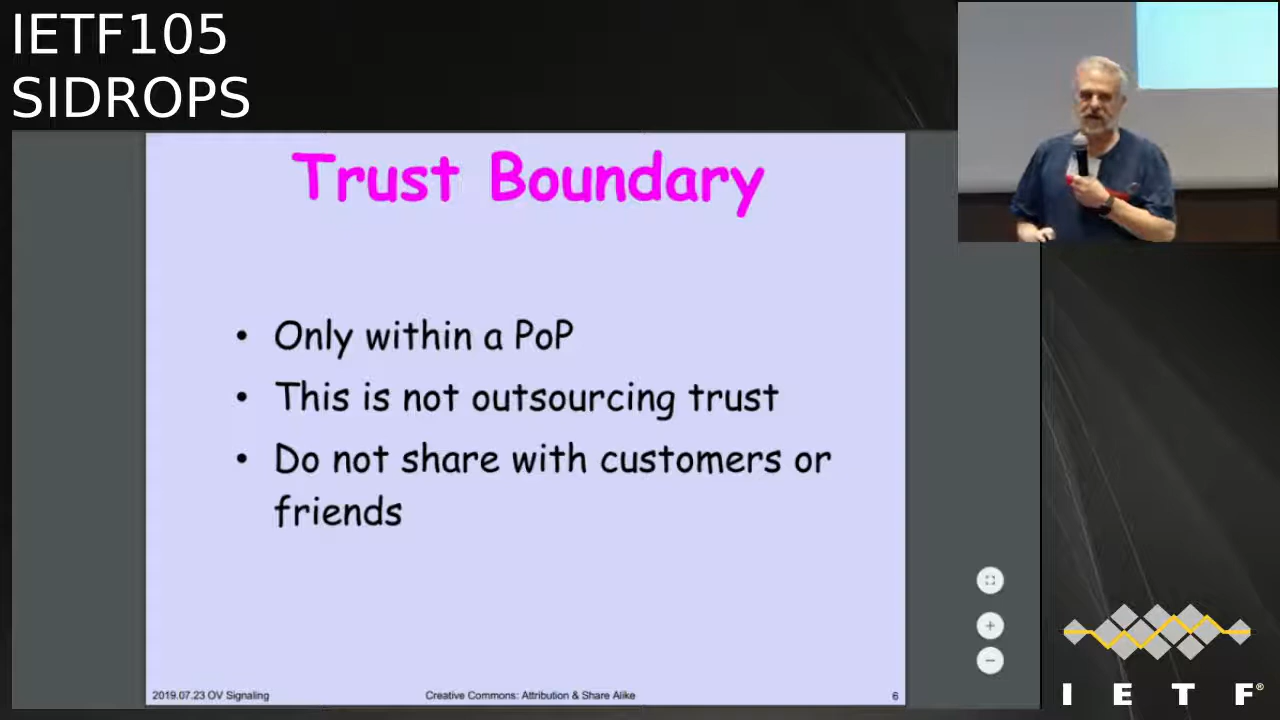 IETF105
SIDROPS
Trust Boundary
• Only within a PoP
• This is not outsourcing trust
• Do not share with customers or
friends
2019.07.23 OV Signaling
Creative Commons: Attribution & Share Alike
6
I E T F®